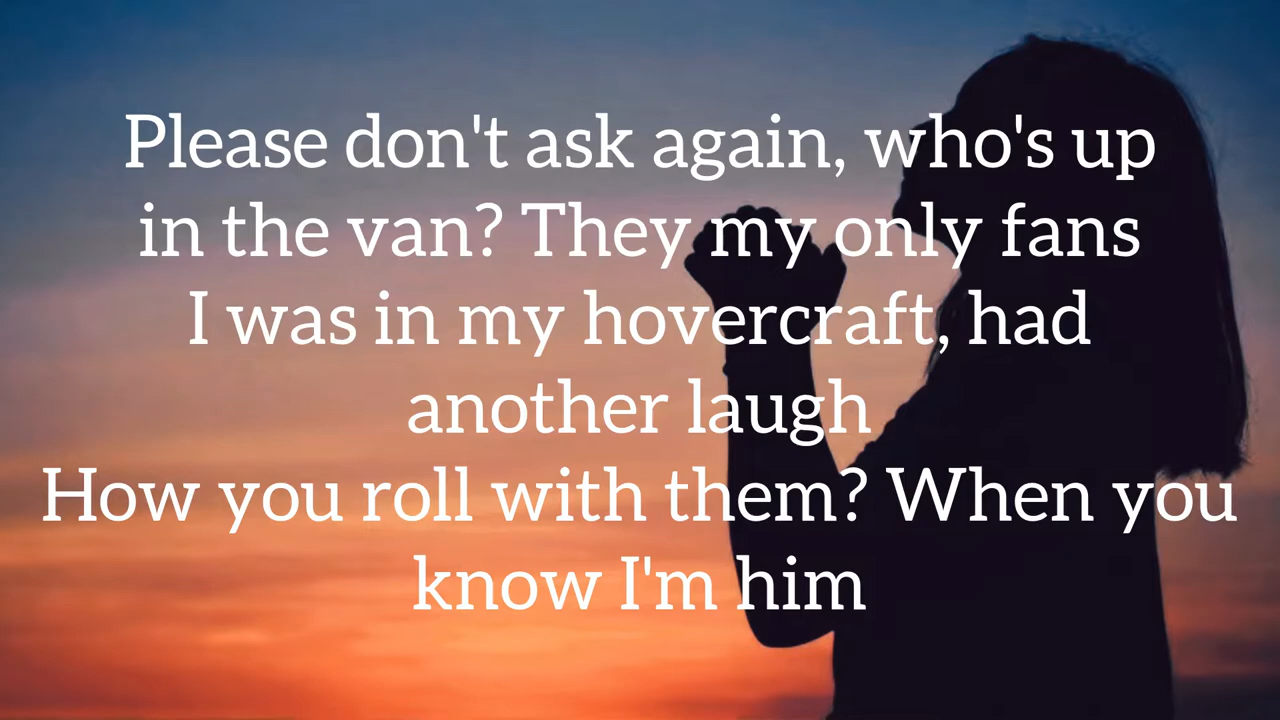 Please don't ask again, who's up
in the van? They my only fans
I was in my hovercraft, had
another laugh
How you roll with them? When you
know I'm him